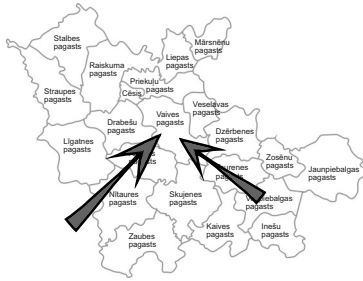 Stalbes
pagasts
Mārsnēnu
pagasts
Liepas
pagasts
Raiskuma
pagasts
Priekuļu
pagasts
Cēsis
Straupes
pagasts
Veselavas
pagasts
Vaives
pagasts
Drabešu
pagasts
Dzērbenes
pagasts
Līgatnes
pagasts
Zosēnu
pagasts
Jaunpiebalgas
pagasts
pagasts
Nītaures
pagasts
Skujenes
pagasts
Kaives
pagasts
Inešu
pagasts
Zaubes
pagasts